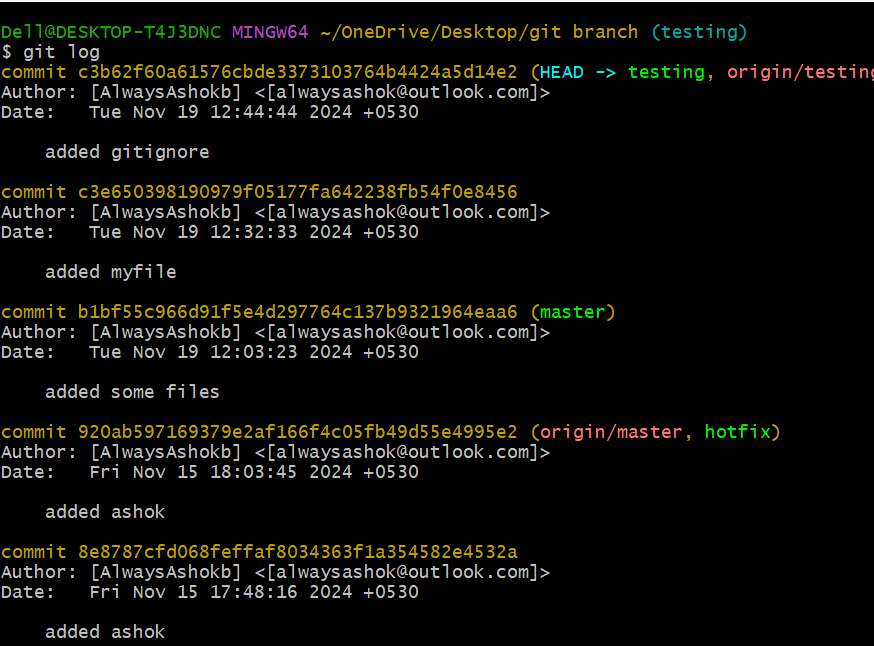 Dell@DESKTOP-T4J3DNC MINGW64 ~/OneDrive/Desktop/git branch (testing)
$ git log
commit c3b62f60a61576cbde3373103764b4424a5d14e2 (HEAD -> testing, origin/testing
Author: [AlwaysAshokb] <[alwaysashok@outlook.com]>
Date:   Tue Nov 19 12:44:44 2024 +0530
added gitignore
commit c3e650398190979f05177fa642238fb54f0e8456
Author: [AlwaysAshokb] <[alwaysashok@outlook.com]>
Date:   Tue Nov 19 12:32:33 2024 +0530
added myfile
commit b1bf55c966d91f5e4d297764c137b9321964eaa6 (master)
Author: [AlwaysAshokb] <[alwaysashok@outlook.com]>
Date:   Tue Nov 19 12:03:23 2024 +0530
added some files
commit 920ab597169379e2af166f4c05fb49d55e4995e2 (origin/master, hotfix)
Author: [AlwaysAshokb] <[alwaysashok@outlook.com]>
Date:   Fri Nov 15 18:03:45 2024 +0530
added ashok
commit 8e8787cfd068feffaf8034363f1a354582e4532a
Author: [AlwaysAshokb] <[alwaysashok@outlook.com]>
Date:   Fri Nov 15 17:48:16 2024 +0530
added ashok